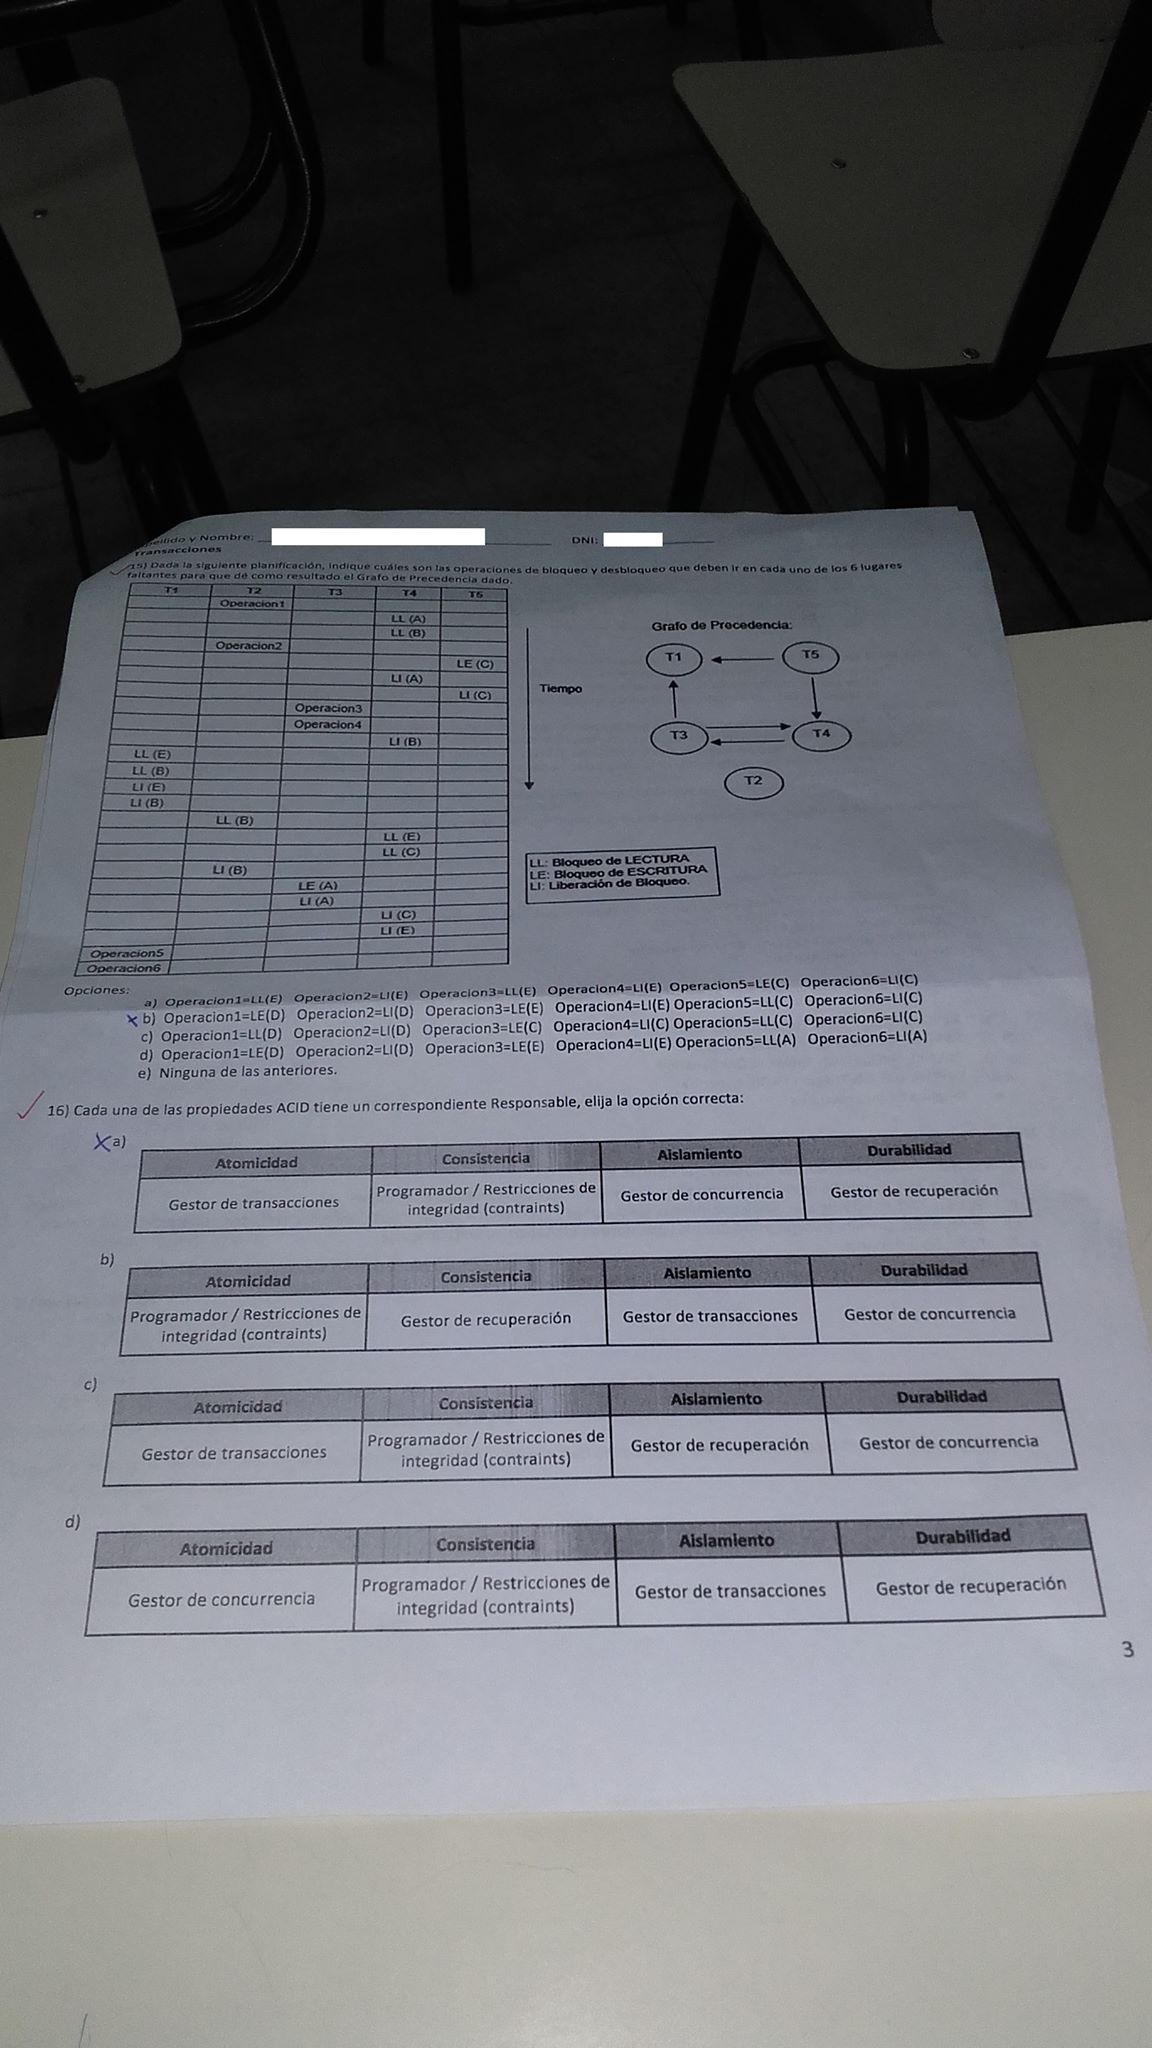 ellido y Nombre: DNI:
Transacciones
15) Dada la siguiente planificación, indique cuáles son las operaciones de bloqueo y desbloqueo que deben ir en cada uno de los 6 lugares
faltantes para que dé como resultado el Grafo de Precedencia dado.
T1 T2 T3 T4 T5
Operacion1
LL (A)
LL (B)
Operacion2
LE (C)
LI (A)
LI (C)
Operacion3
Operacion4
LI (B)
LL (E)
LL (B)
LI (E)
LI (B)
LL (B)
LL (E)
LL (C)
LI (B)
LE (A)
LI (A)
LI (C)
LI (E)
Operacion5
Operacion6
Tiempo
Grafo de Precedencia:
T1 T5
T3 T4
T2
LL: Bloqueo de LECTURA
LE: Bloqueo de ESCRITURA
LI: Liberación de Bloqueo.
Opciones:
a) Operacion1=LL(E) Operacion2=LI(E) Operacion3=LL(E) Operacion4=LI(E) Operacion5=LE(C) Operacion6=LI(C)
b) Operacion1=LE(D) Operacion2=LI(D) Operacion3=LE(E) Operacion4=LI(E) Operacion5=LL(C) Operacion6=LI(C)
c) Operacion1=LL(D) Operacion2=LI(D) Operacion3=LE(C) Operacion4=LI(C) Operacion5=LL(C) Operacion6=LI(C)
d) Operacion1=LE(D) Operacion2=LI(D) Operacion3=LE(E) Operacion4=LI(E) Operacion5=LL(A) Operacion6=LI(A)
e) Ninguna de las anteriores.
16) Cada una de las propiedades ACID tiene un correspondiente Responsable, elija la opción correcta:
a)
Atomicidad Consistencia Aislamiento Durabilidad
Gestor de transacciones Programador / Restricciones de integridad (contraints) Gestor de concurrencia Gestor de recuperación
b)
Atomicidad Consistencia Aislamiento Durabilidad
Programador / Restricciones de integridad (contraints) Gestor de recuperación Gestor de transacciones Gestor de concurrencia
c)
Atomicidad Consistencia Aislamiento Durabilidad
Gestor de transacciones Programador / Restricciones de integridad (contraints) Gestor de recuperación Gestor de concurrencia
d)
Atomicidad Consistencia Aislamiento Durabilidad
Gestor de concurrencia Programador / Restricciones de integridad (contraints) Gestor de transacciones Gestor de recuperación
3